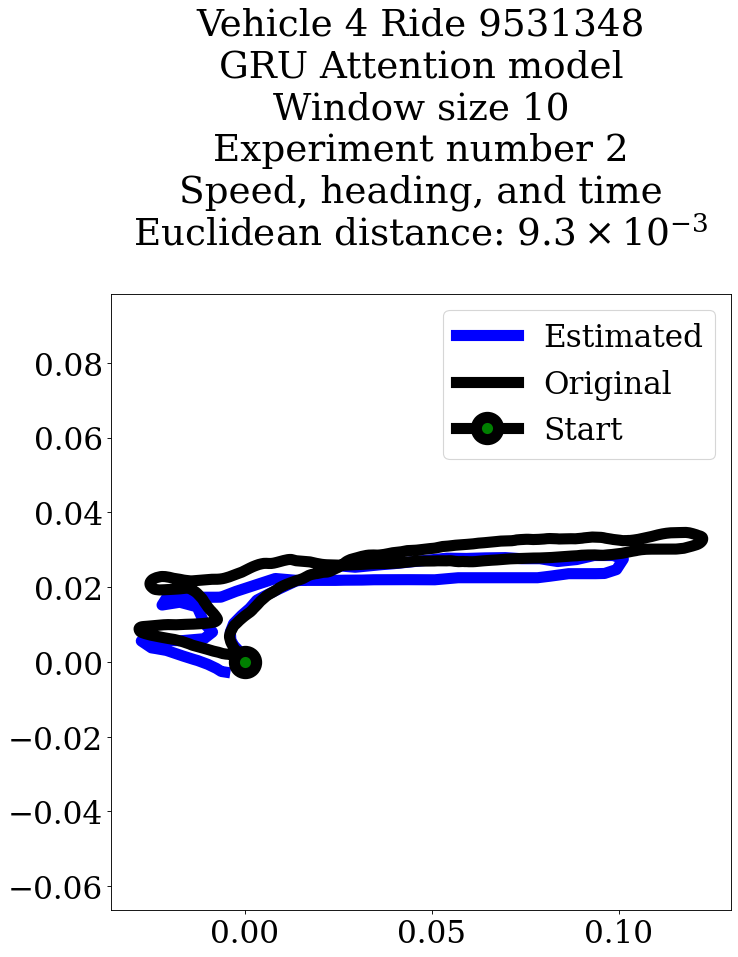 Vehicle 4 Ride 9531348
GRU Attention model
Window size 10
Experiment number 2
Speed, heading, and time
Euclidean distance: 9.3 × 10⁻³
Estimated
Original
Start
0.08
0.06
0.04
0.02
0.00
−0.02
−0.04
−0.06
0.00 0.05 0.10